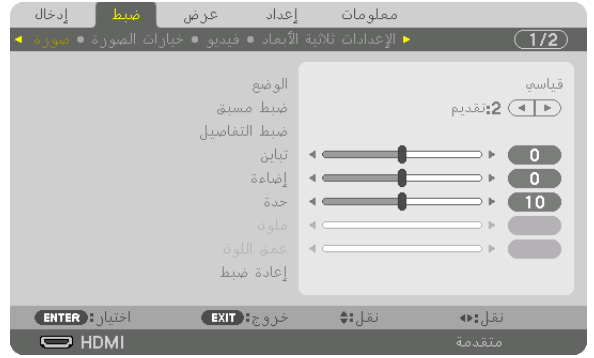 إدخال ضبط عرض إعداد معلومات
◄ صورة ● خيارات الصورة ● فيديو ● الإعدادات ثلاثية الأبعاد ► 1/2
الوضع قياسي
ضبط مسبق 2:تقديم
ضبط التفاصيل
تباين 0
إضاءة 0
حدة 10
ملون
عمق اللون
إعادة ضبط
ENTER:اختيار EXIT:خروج نقل: نقل:
HDMI متقدمة